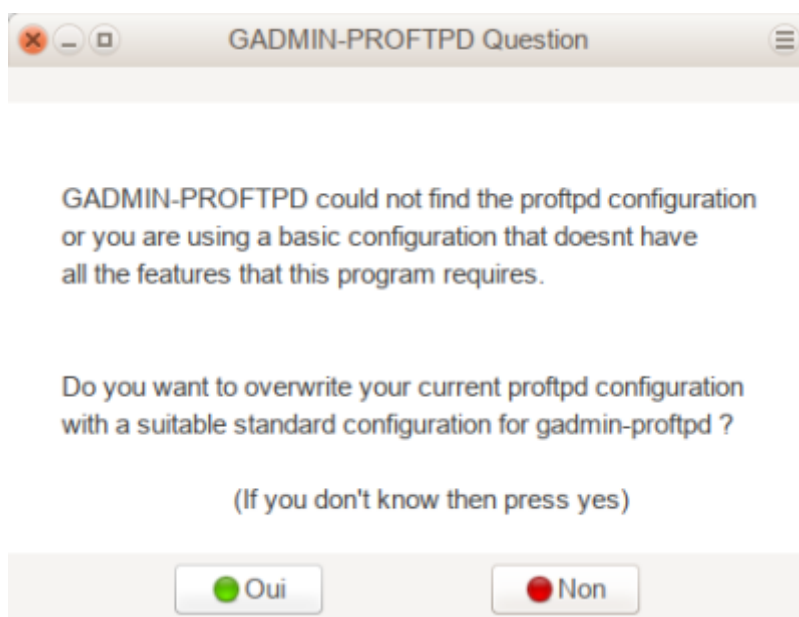 GADMIN-PROFTPD Question
GADMIN-PROFTPD could not find the proftpd configuration
or you are using a basic configuration that doesnt have
all the features that this program requires.
Do you want to overwrite your current proftpd configuration
with a suitable standard configuration for gadmin-proftpd ?
(If you don't know then press yes)
Oui
Non